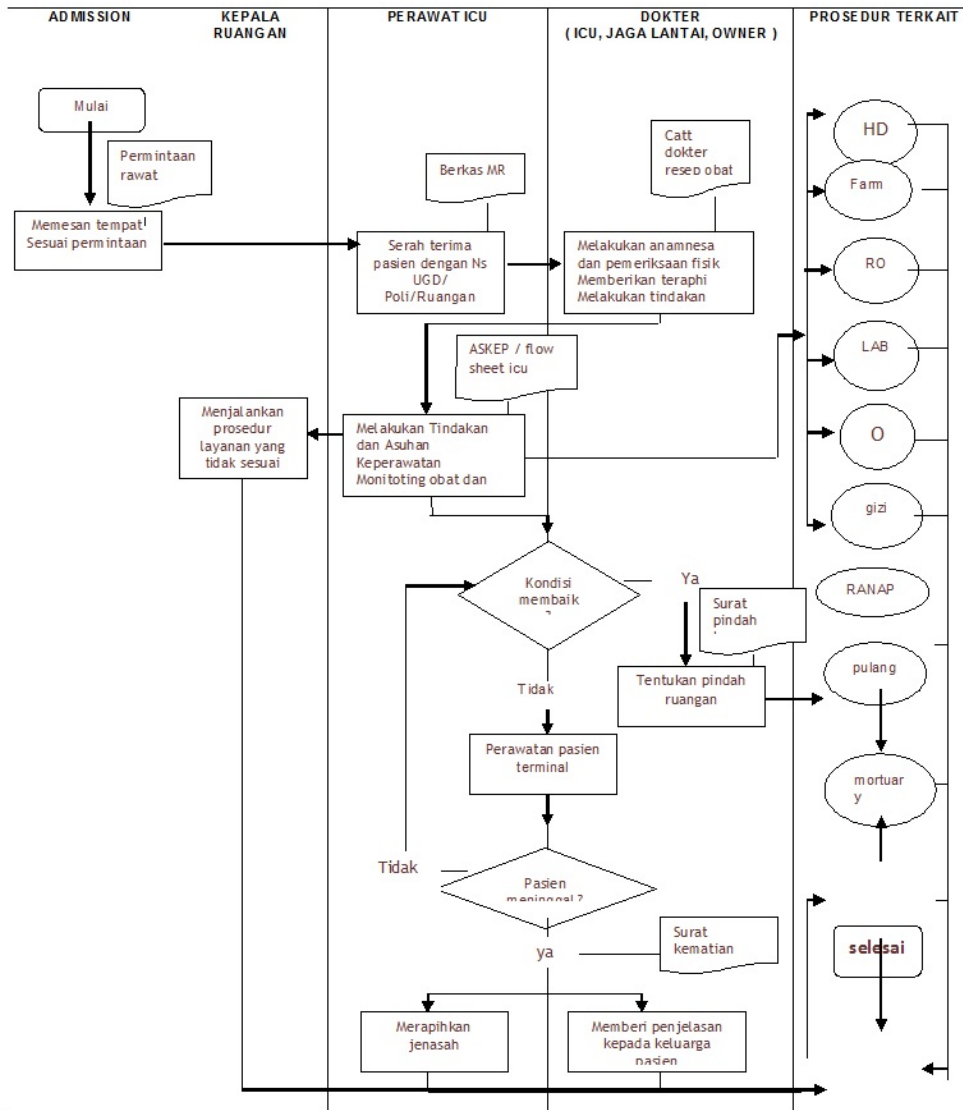 ADMISSION
KEPALA
RUANGAN
PERAWAT ICU
DOKTER
( ICU, JAGA LANTAI, OWNER )
PROSEDUR TERKAIT
Mulai
Permintaan
rawat
Memesan tempat
Sesuai permintaan
Berkas MR
Serah terima
pasien dengan Ns
UGD/
Poli/Ruangan
Catt
dokter
resep obat
Melakukan anamnesa
dan pemeriksaan fisik
Memberikan teraphi
Melakukan tindakan
HD
Farm
RO
LAB
O
gizi
RANAP
pulang
mortuar
y
ASKEP / flow
sheet icu
Menjalankan
prosedur
layanan yang
tidak sesuai
Melakukan Tindakan
dan Asuhan
Keperawatan
Monitoting obat dan
Kondisi
membaik
?
Ya
Surat
pindah
Tidak
Tentukan pindah
ruangan
Perawatan pasien
terminal
Tidak
Pasien
meninggal?
ya
Surat
kematian
selesai
Merapihkan
jenasah
Memberi penjelasan
kepada keluarga
pasien